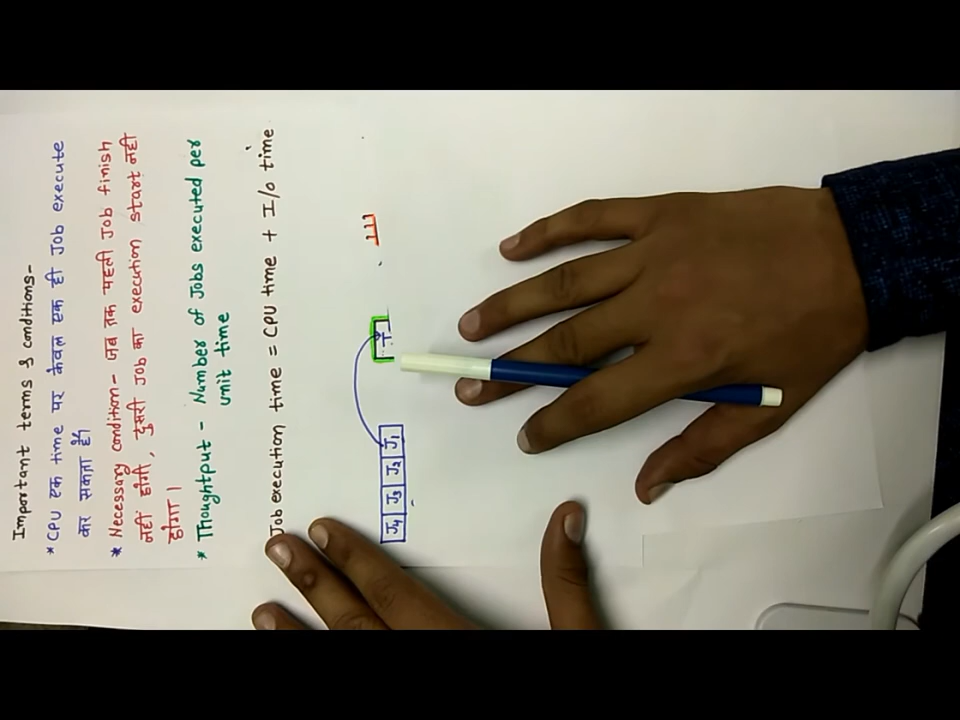 Important terms & conditions-
* CPU एक time पर केवल एक ही Job execute
कर सकता है।
* Necessary condition- जब तक पहली Job finish
नहीं होगी, दुसरी Job का execution start नही
होगा।
* Thoughtput - Number of Jobs executed per
unit time
Job execution time = CPU time + I/o time
J4 J3 J2 J1